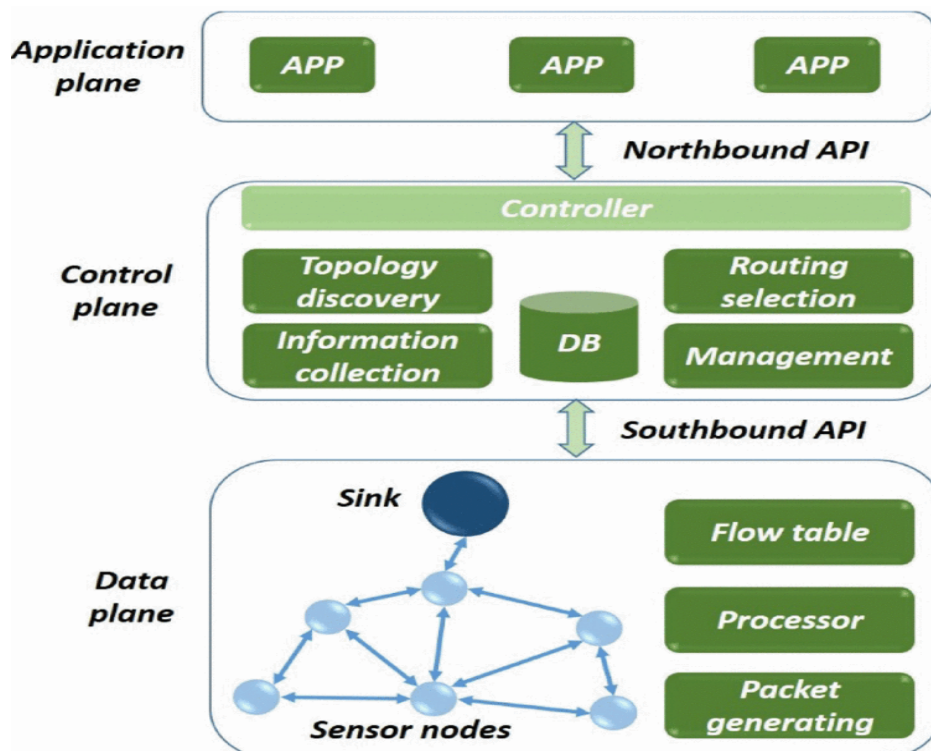 Application
plane
APP
APP
APP
Northbound API
Control
plane
Controller
Topology
discovery
Information
collection
DB
Routing
selection
Management
Southbound API
Data
plane
Sink
Sensor nodes
Flow table
Processor
Packet
generating